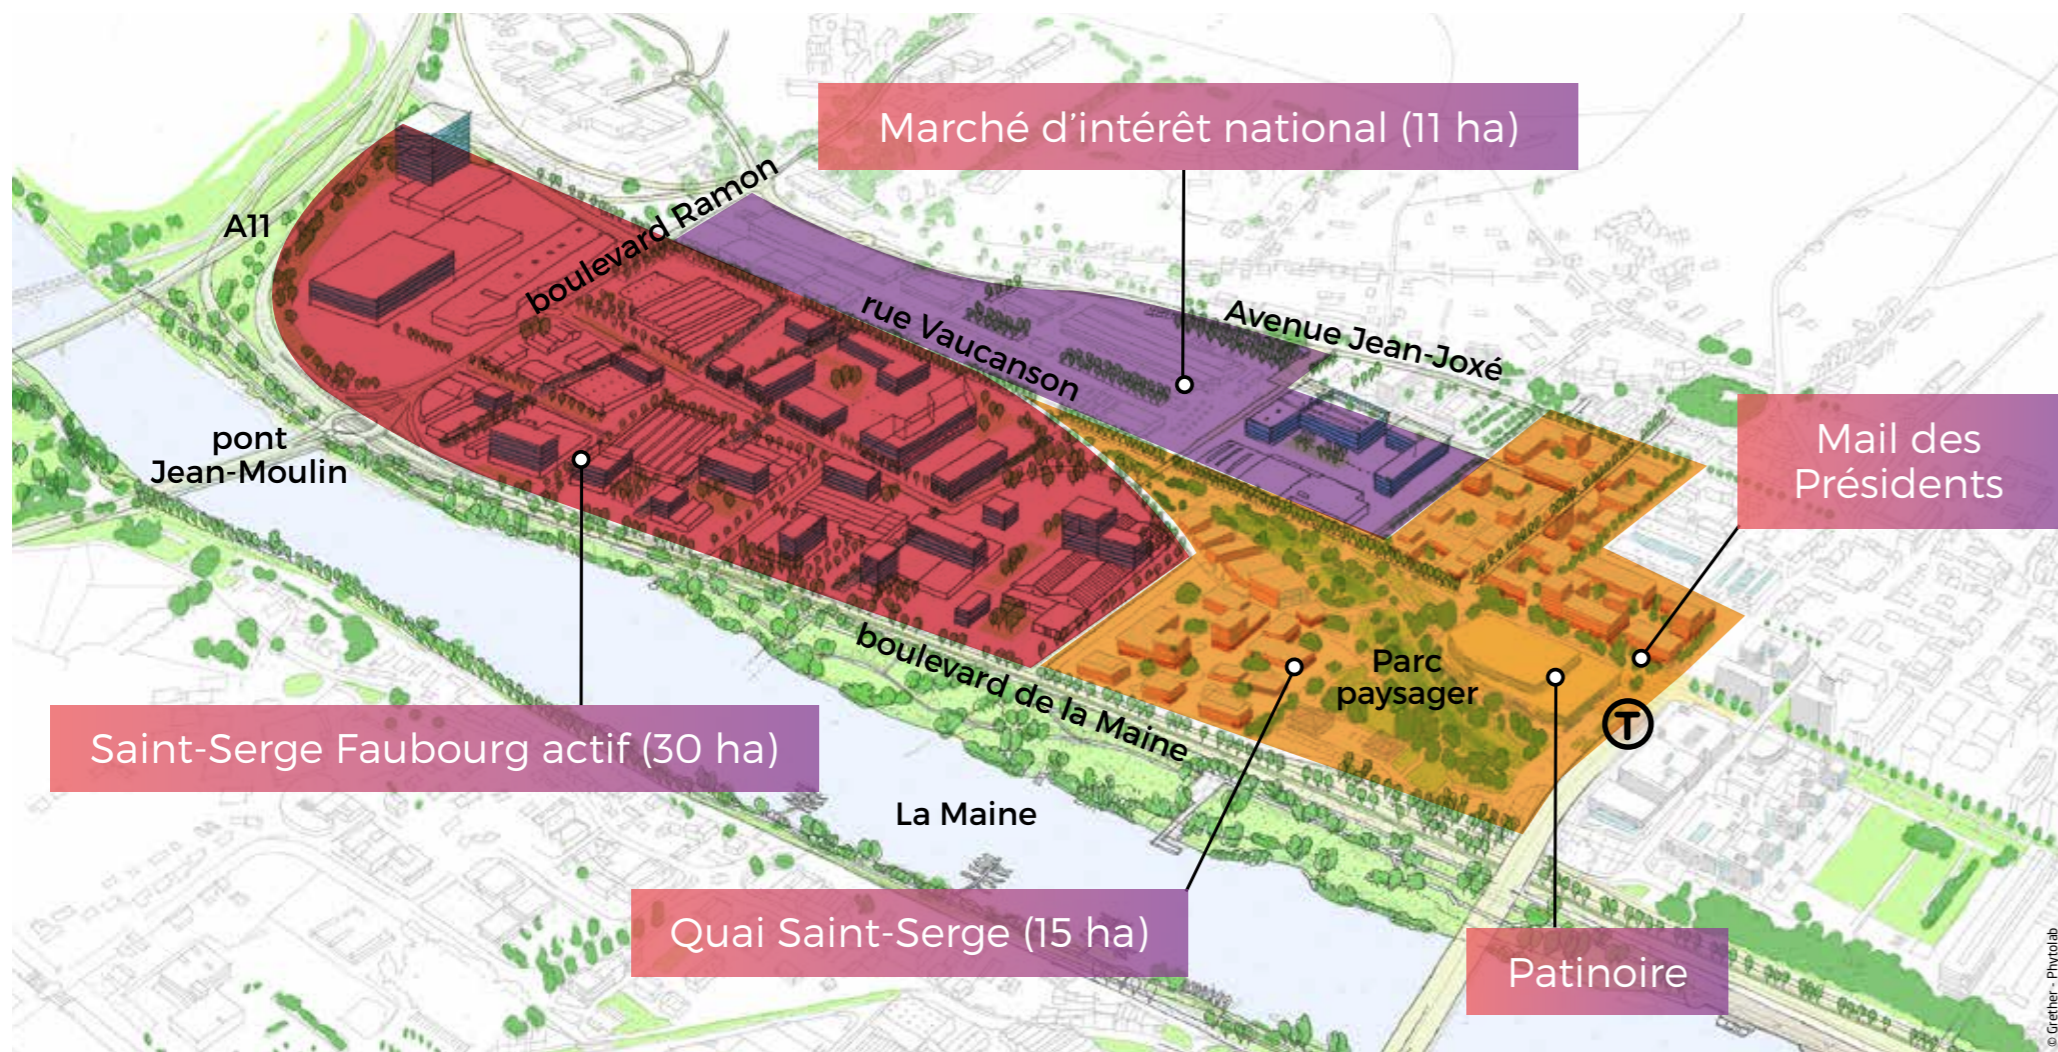 Marché d'intérêt national (11 ha)
A11
boulevard Ramon
rue Vaucanson
Avenue Jean-Joxé
pont
Jean-Moulin
Mail des
Présidents
Parc
paysager
boulevard de la Maine
T
Saint-Serge Faubourg actif (30 ha)
La Maine
Quai Saint-Serge (15 ha)
Patinoire
© Grether - Phytolab